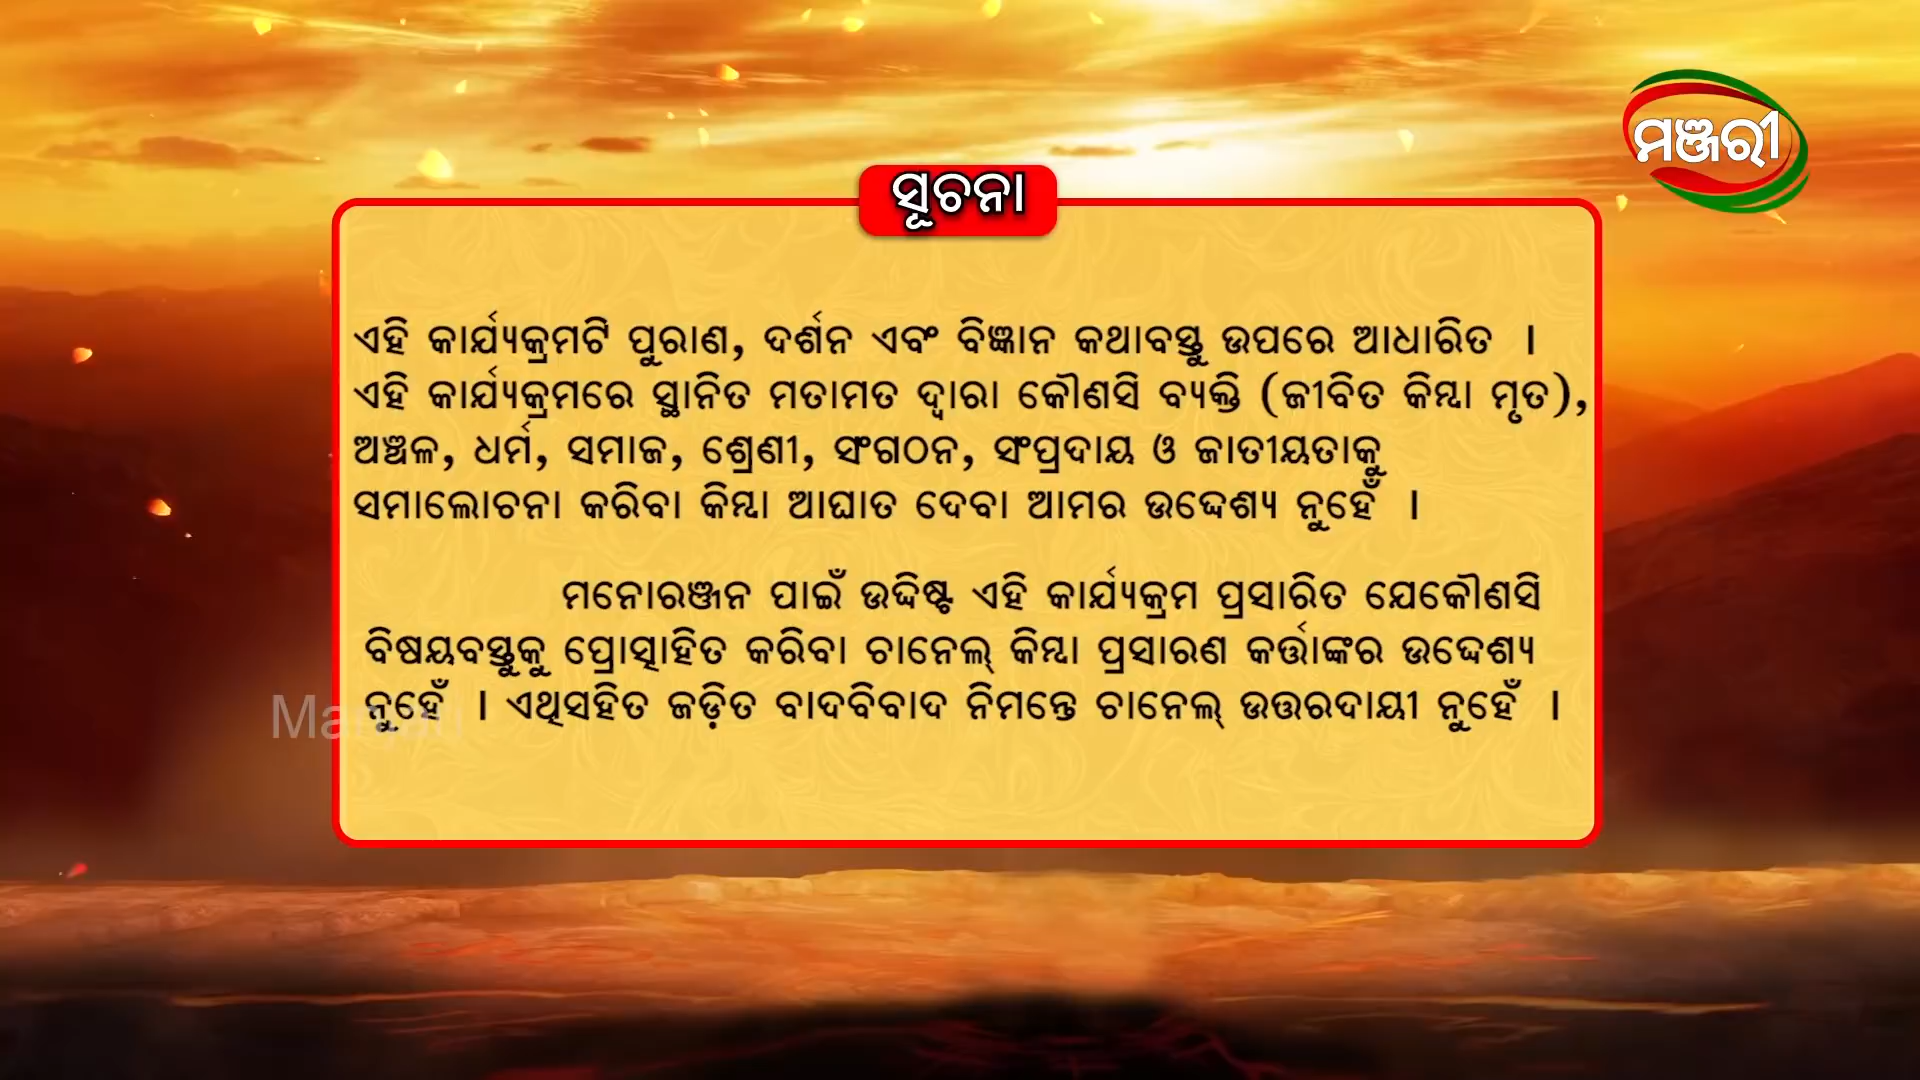 ମଞ୍ଜରୀ
ସୂଚନା
ଏହି କାର୍ଯ୍ୟକ୍ରମଟି ପୁରାଣ, ଦର୍ଶନ ଏବଂ ବିଜ୍ଞାନ କଥାବସ୍ତୁ ଉପରେ ଆଧାରିତ ।
ଏହି କାର୍ଯ୍ୟକ୍ରମରେ ସ୍ଥାନିତ ମତାମତ ଦ୍ୱାରା କୌଣସି ବ୍ୟକ୍ତି (ଜୀବିତ କିମ୍ବା ମୃତ),
ଅଞ୍ଚଳ, ଧର୍ମ, ସମାଜ, ଶ୍ରେଣୀ, ସଂଗଠନ, ସଂପ୍ରଦାୟ ଓ ଜାତୀୟତାକୁ
ସମାଲୋଚନା କରିବା କିମ୍ବା ଆଘାତ ଦେବା ଆମର ଉଦ୍ଦେଶ୍ୟ ନୁହେଁ ।
ମନୋରଞ୍ଜନ ପାଇଁ ଉଦ୍ଦିଷ୍ଟ ଏହି କାର୍ଯ୍ୟକ୍ରମ ପ୍ରସାରିତ ଯେକୌଣସି
ବିଷୟବସ୍ତୁକୁ ପ୍ରୋତ୍ସାହିତ କରିବା ଚାନେଲ୍ କିମ୍ବା ପ୍ରସାରଣ କର୍ତ୍ତାଙ୍କର ଉଦ୍ଦେଶ୍ୟ
ନୁହେଁ । ଏଥିସହିତ ଜଡ଼ିତ ବାଦବିବାଦ ନିମନ୍ତେ ଚାନେଲ୍ ଉତ୍ତରଦାୟୀ ନୁହେଁ ।
Manjari